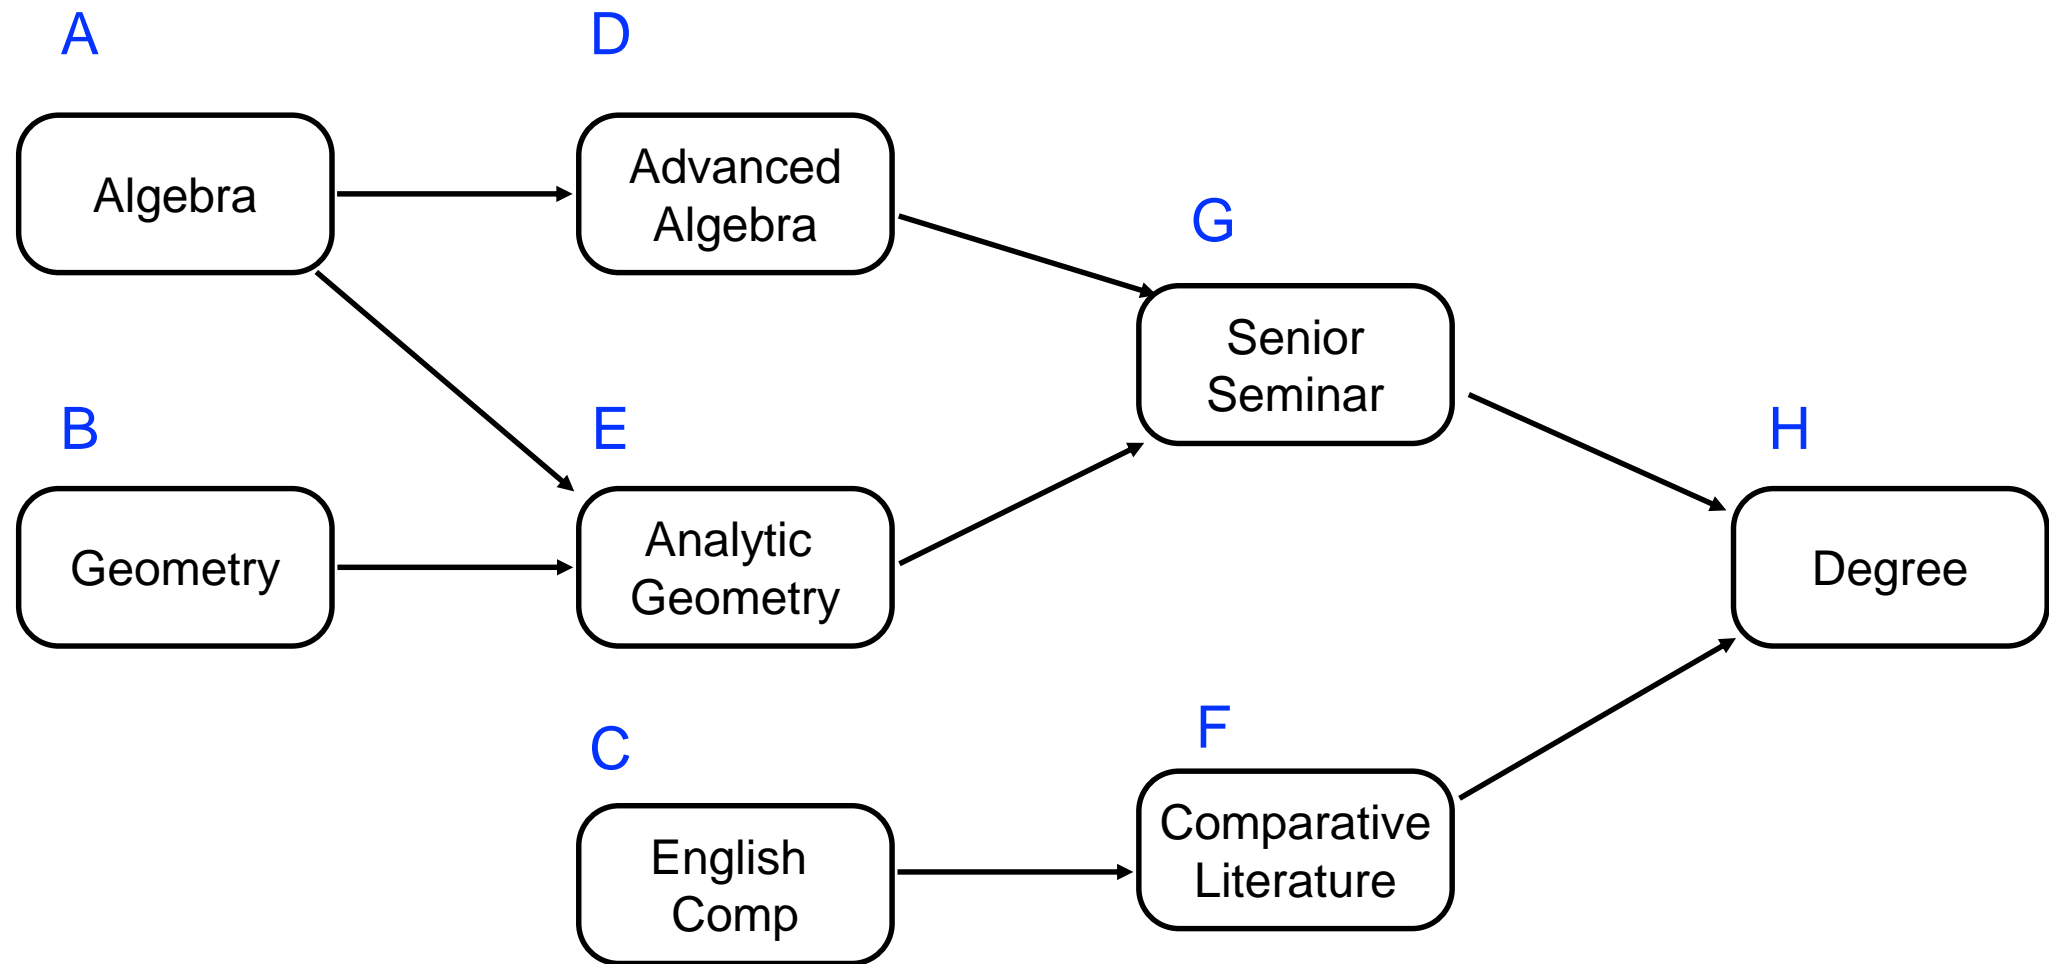 A
D
Algebra
Advanced
Algebra
G
Senior
Seminar
B
E
H
Geometry
Analytic
Geometry
Degree
C
F
English
Comp
Comparative
Literature